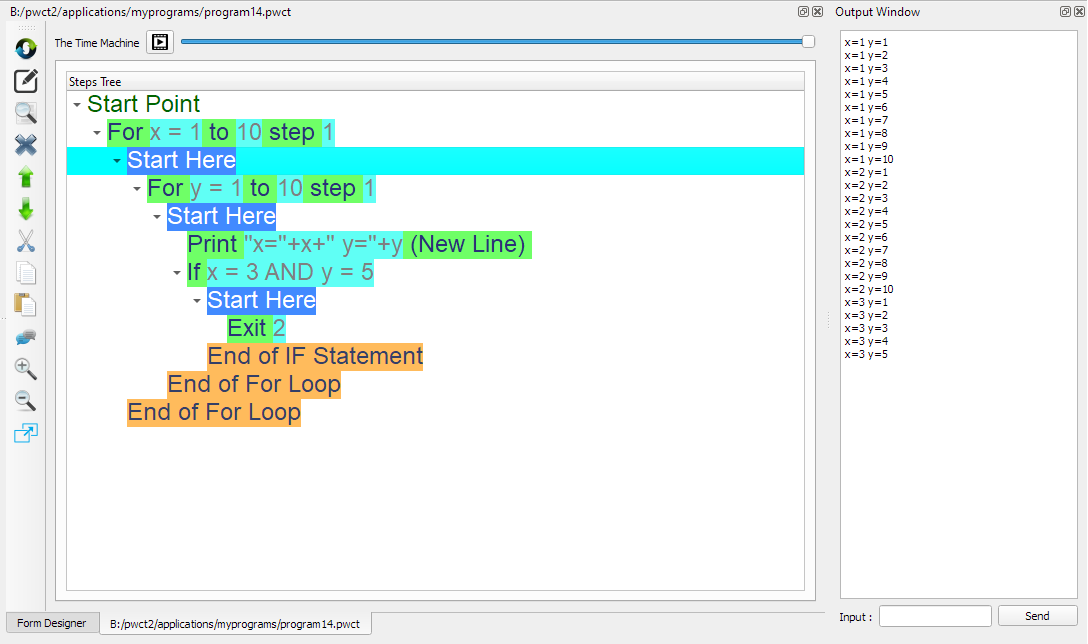 B:/pwct2/applications/myprograms/program14.pwct
The Time Machine
Steps Tree
Start Point
For x = 1 to 10 step 1
Start Here
For y = 1 to 10 step 1
Start Here
Print "x="+x+" y="+y (New Line)
If x = 3 AND y = 5
Start Here
Exit 2
End of IF Statement
End of For Loop
End of For Loop
Form Designer
B:/pwct2/applications/myprograms/program14.pwct
Output Window
x=1 y=1
x=1 y=2
x=1 y=3
x=1 y=4
x=1 y=5
x=1 y=6
x=1 y=7
x=1 y=8
x=1 y=9
x=1 y=10
x=2 y=1
x=2 y=2
x=2 y=3
x=2 y=4
x=2 y=5
x=2 y=6
x=2 y=7
x=2 y=8
x=2 y=9
x=2 y=10
x=3 y=1
x=3 y=2
x=3 y=3
x=3 y=4
x=3 y=5
Input :
Send